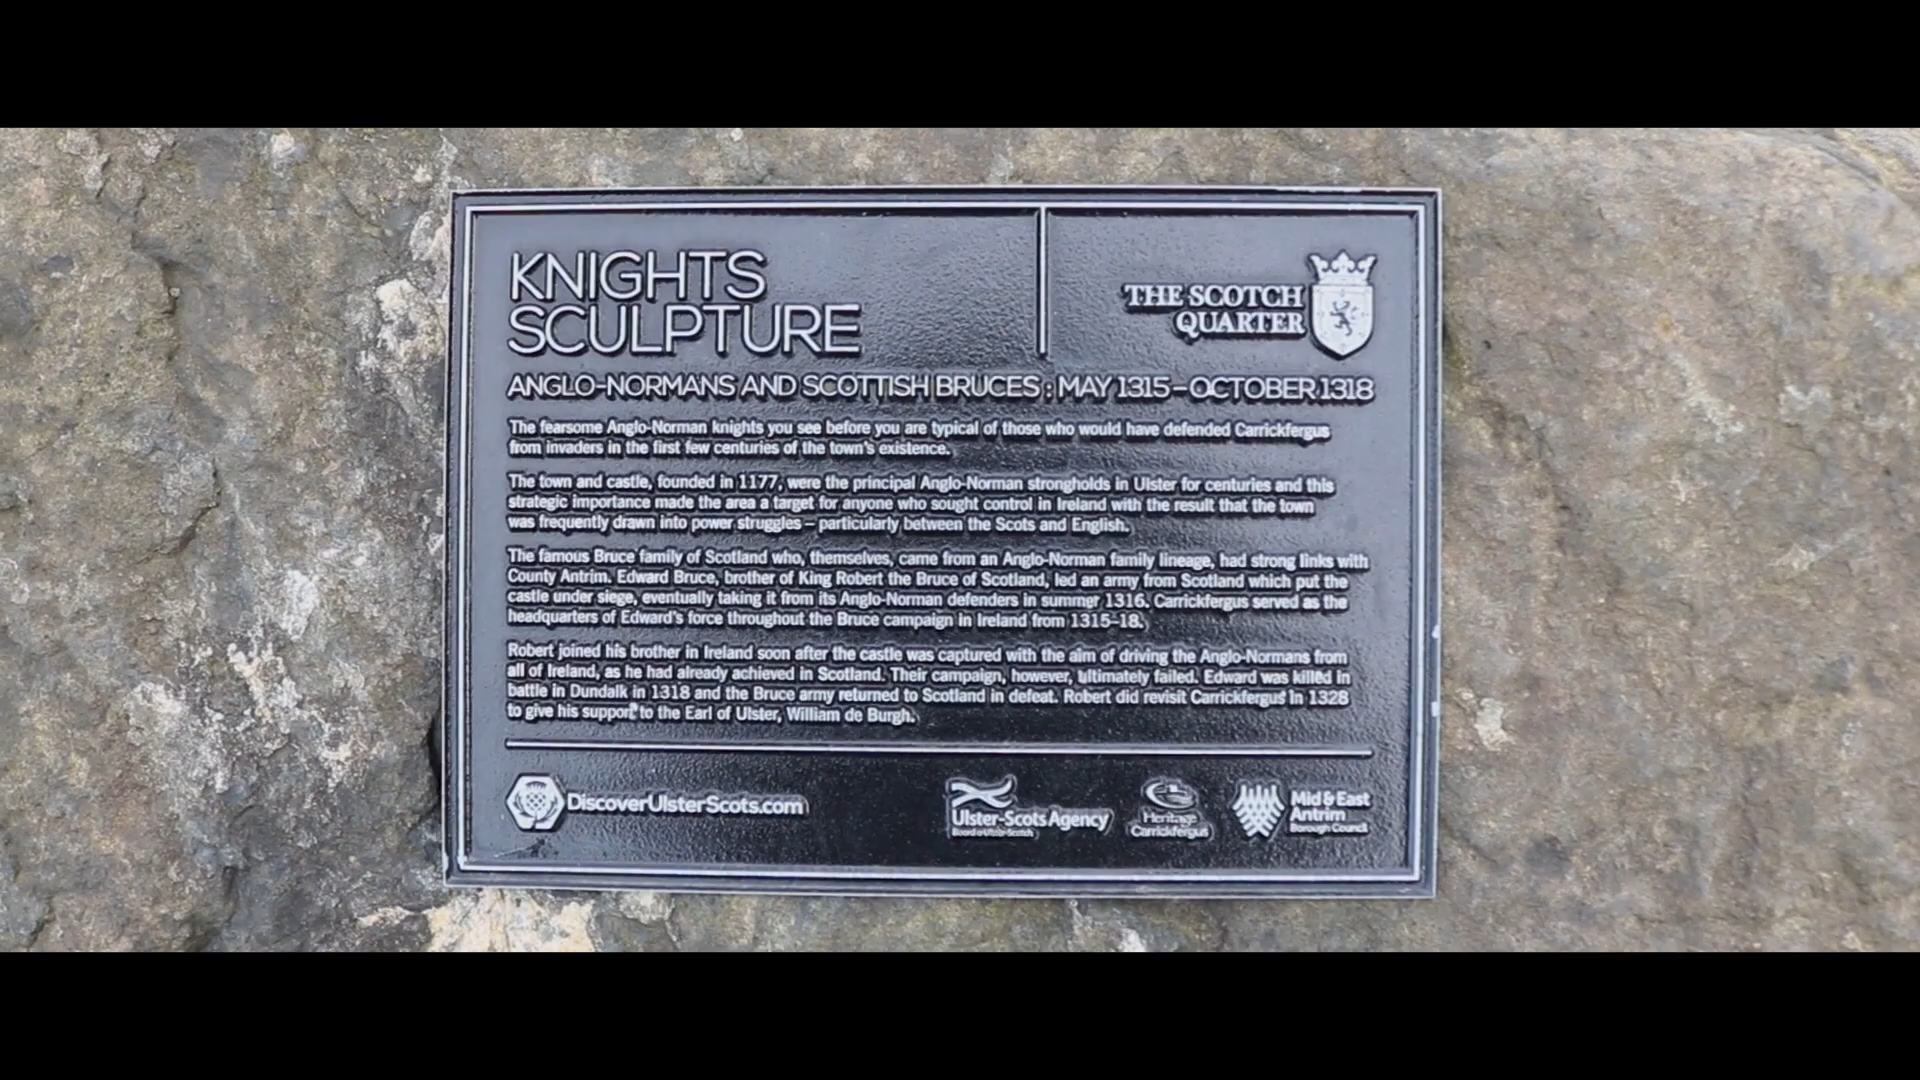 KNIGHTS
SCULPTURE
THE SCOTCH
QUARTER
ANGLO-NORMANS AND SCOTTISH BRUCES : MAY 1315 – OCTOBER 1318
The fearsome Anglo-Norman knights you see before you are typical of those who would have defended Carrickfergus
from invaders in the first few centuries of the town's existence.
The town and castle, founded in 1177, were the principal Anglo-Norman strongholds in Ulster for centuries and this
strategic importance made the area a target for anyone who sought control in Ireland with the result that the town
was frequently drawn into power struggles – particularly between the Scots and English.
The famous Bruce family of Scotland who, themselves, came from an Anglo-Norman family lineage, had strong links with
County Antrim. Edward Bruce, brother of King Robert the Bruce of Scotland, led an army from Scotland which put the
castle under siege, eventually taking it from its Anglo-Norman defenders in summer 1316. Carrickfergus served as the
headquarters of Edward's force throughout the Bruce campaign in Ireland from 1315–18.
Robert joined his brother in Ireland soon after the castle was captured with the aim of driving the Anglo-Normans from
all of Ireland, as he had already achieved in Scotland. Their campaign, however, ultimately failed. Edward was killed in
battle in Dundalk in 1318 and the Bruce army returned to Scotland in defeat. Robert did revisit Carrickfergus in 1328
to give his support to the Earl of Ulster, William de Burgh.
DiscoverUlsterScots.com
Ulster-Scots Agency
Boord o Ulstèr-Scotch
Heritage
Carrickfergus
Mid & East
Antrim
Borough Council